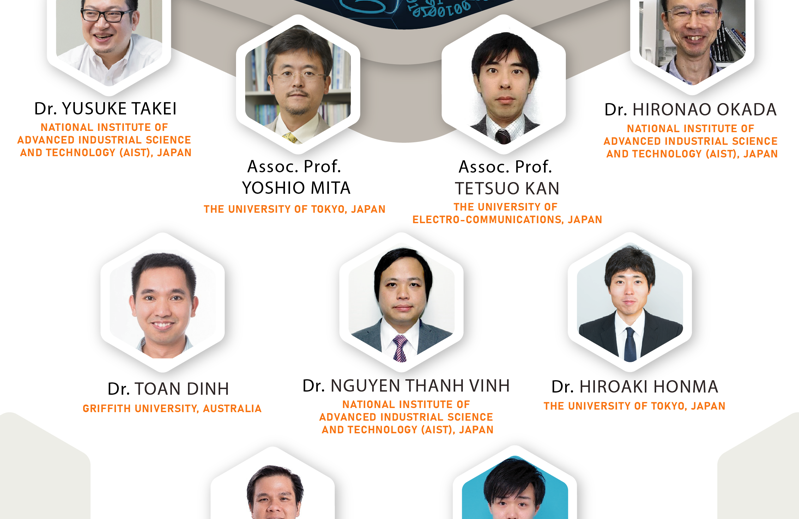 Dr. YUSUKE TAKEI
NATIONAL INSTITUTE OF
ADVANCED INDUSTRIAL SCIENCE
AND TECHNOLOGY (AIST), JAPAN
Assoc. Prof.
YOSHIO MITA
THE UNIVERSITY OF TOKYO, JAPAN
Assoc. Prof.
TETSUO KAN
THE UNIVERSITY OF
ELECTRO-COMMUNICATIONS, JAPAN
Dr. HIRONAO OKADA
NATIONAL INSTITUTE OF
ADVANCED INDUSTRIAL SCIENCE
AND TECHNOLOGY (AIST), JAPAN
Dr. TOAN DINH
GRIFFITH UNIVERSITY, AUSTRALIA
Dr. NGUYEN THANH VINH
NATIONAL INSTITUTE OF
ADVANCED INDUSTRIAL SCIENCE
AND TECHNOLOGY (AIST), JAPAN
Dr. HIROAKI HONMA
THE UNIVERSITY OF TOKYO, JAPAN